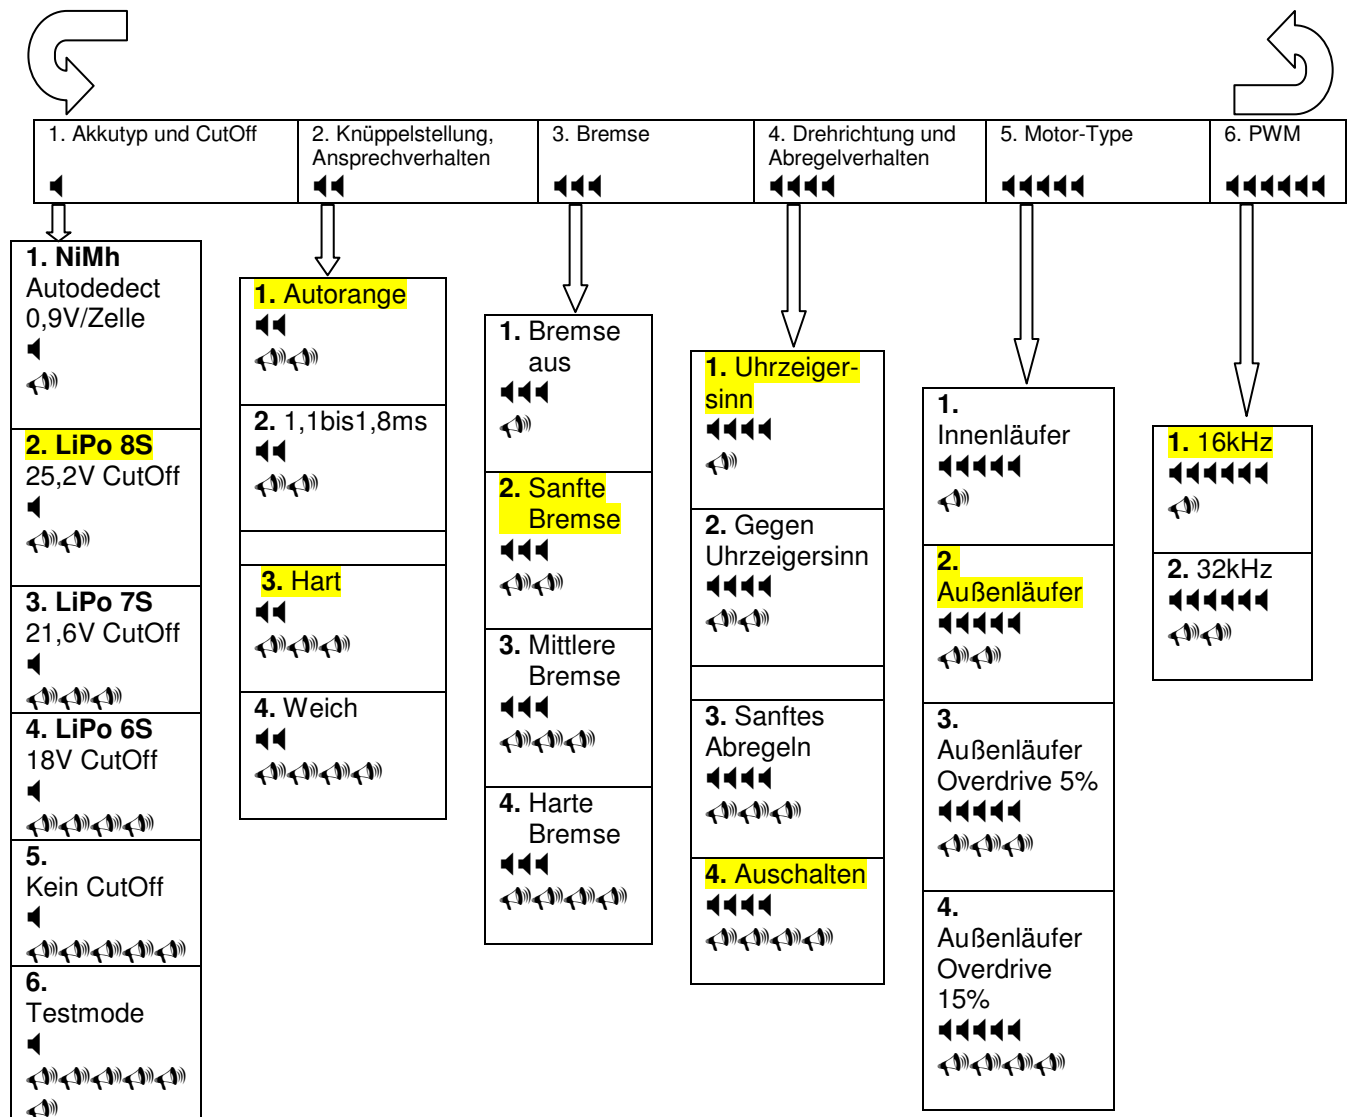 1. Akkutyp und CutOff
2. Knüppelstellung,
Ansprechverhalten
3. Bremse
4. Drehrichtung und
Abregelverhalten
5. Motor-Type
6. PWM
1. NiMh
Autodedect
0,9V/Zelle
2. LiPo 8S
25,2V CutOff
3. LiPo 7S
21,6V CutOff
4. LiPo 6S
18V CutOff
5.
Kein CutOff
6.
Testmode
1. Autorange
2. 1,1bis1,8ms
3. Hart
4. Weich
1. Bremse
aus
2. Sanfte
Bremse
3. Mittlere
Bremse
4. Harte
Bremse
1. Uhrzeiger-
sinn
2. Gegen
Uhrzeigersinn
3. Sanftes
Abregeln
4. Auschalten
1.
Innenläufer
2.
Außenläufer
3.
Außenläufer
Overdrive 5%
4.
Außenläufer
Overdrive
15%
1. 16kHz
2. 32kHz